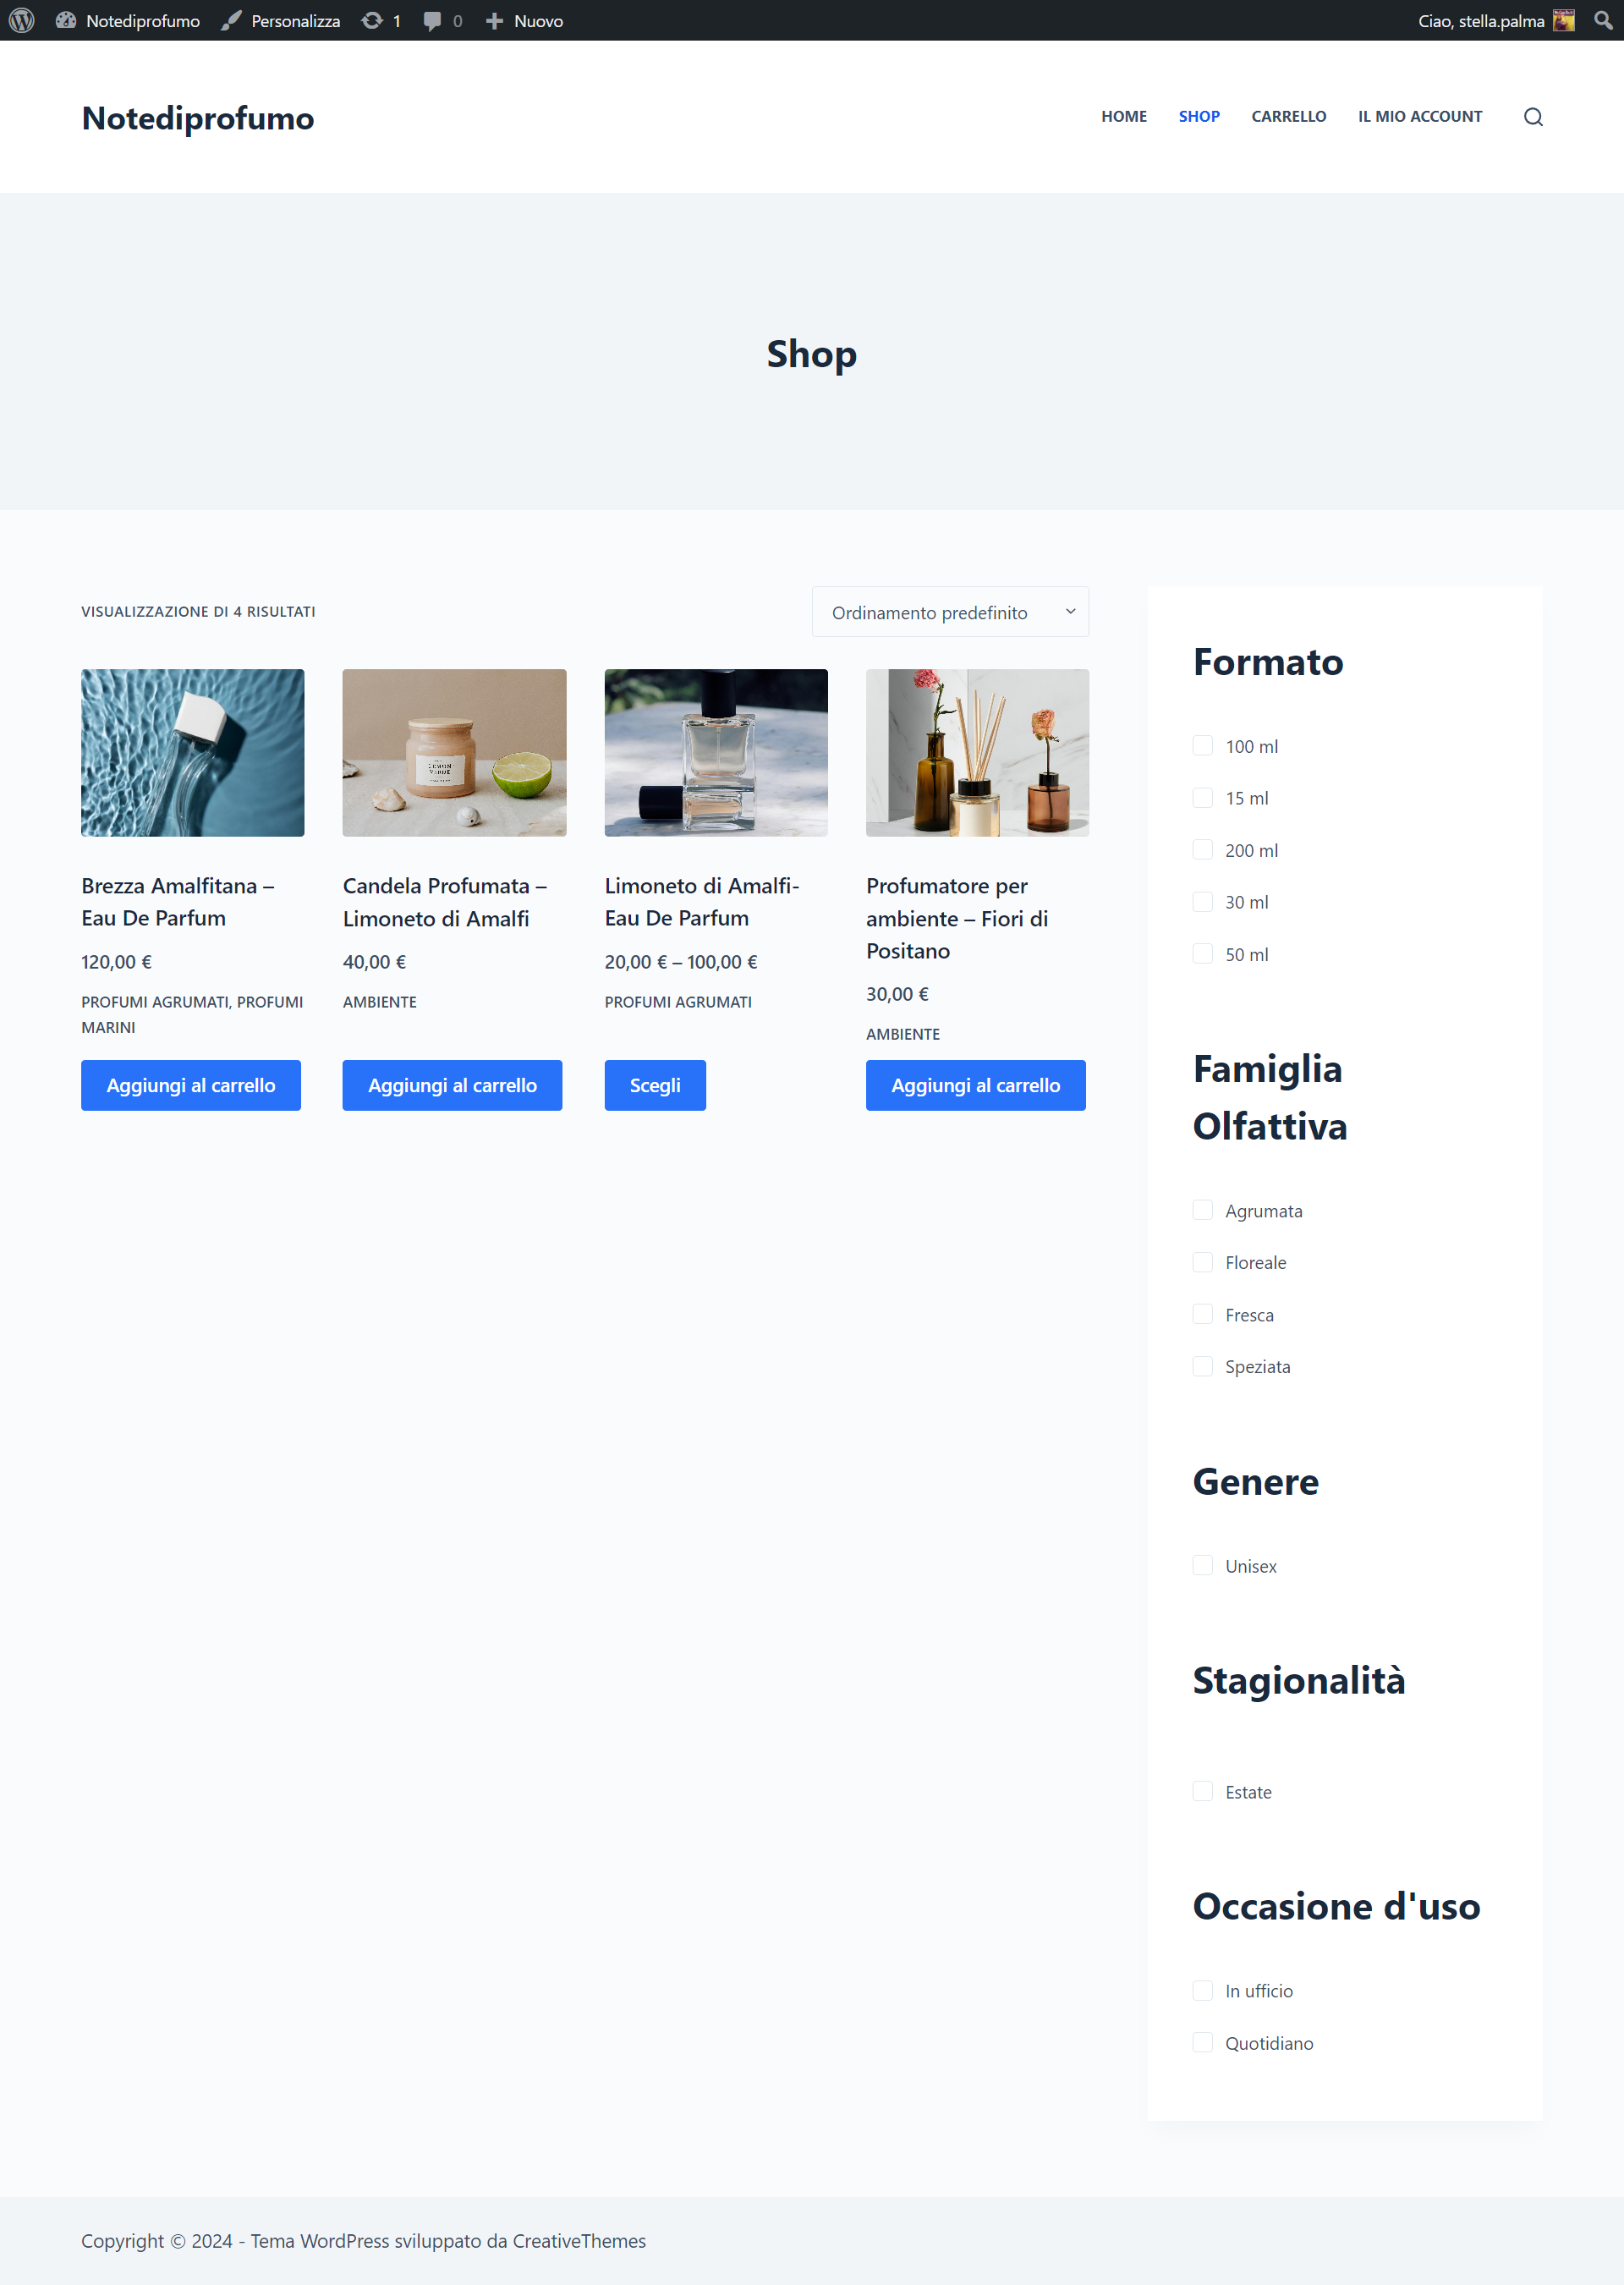 Notediprofumo
Personalizza
1
0
Nuovo
Ciao, stella.palma
Notediprofumo
HOME
SHOP
CARRELLO
IL MIO ACCOUNT
Shop
VISUALIZZAZIONE DI 4 RISULTATI
Ordinamento predefinito
Brezza Amalfitana –
Eau De Parfum
120,00 €
PROFUMI AGRUMATI, PROFUMI
MARINI
Aggiungi al carrello
LEMON
VERDE
Candela Profumata –
Limoneto di Amalfi
40,00 €
AMBIENTE
Aggiungi al carrello
Limoneto di Amalfi-
Eau De Parfum
20,00 € – 100,00 €
PROFUMI AGRUMATI
Scegli
Profumatore per
ambiente – Fiori di
Positano
30,00 €
AMBIENTE
Aggiungi al carrello
Formato
100 ml
15 ml
200 ml
30 ml
50 ml
Famiglia
Olfattiva
Agrumata
Floreale
Fresca
Speziata
Genere
Unisex
Stagionalità
Estate
Occasione d'uso
In ufficio
Quotidiano
Copyright © 2024 - Tema WordPress sviluppato da CreativeThemes